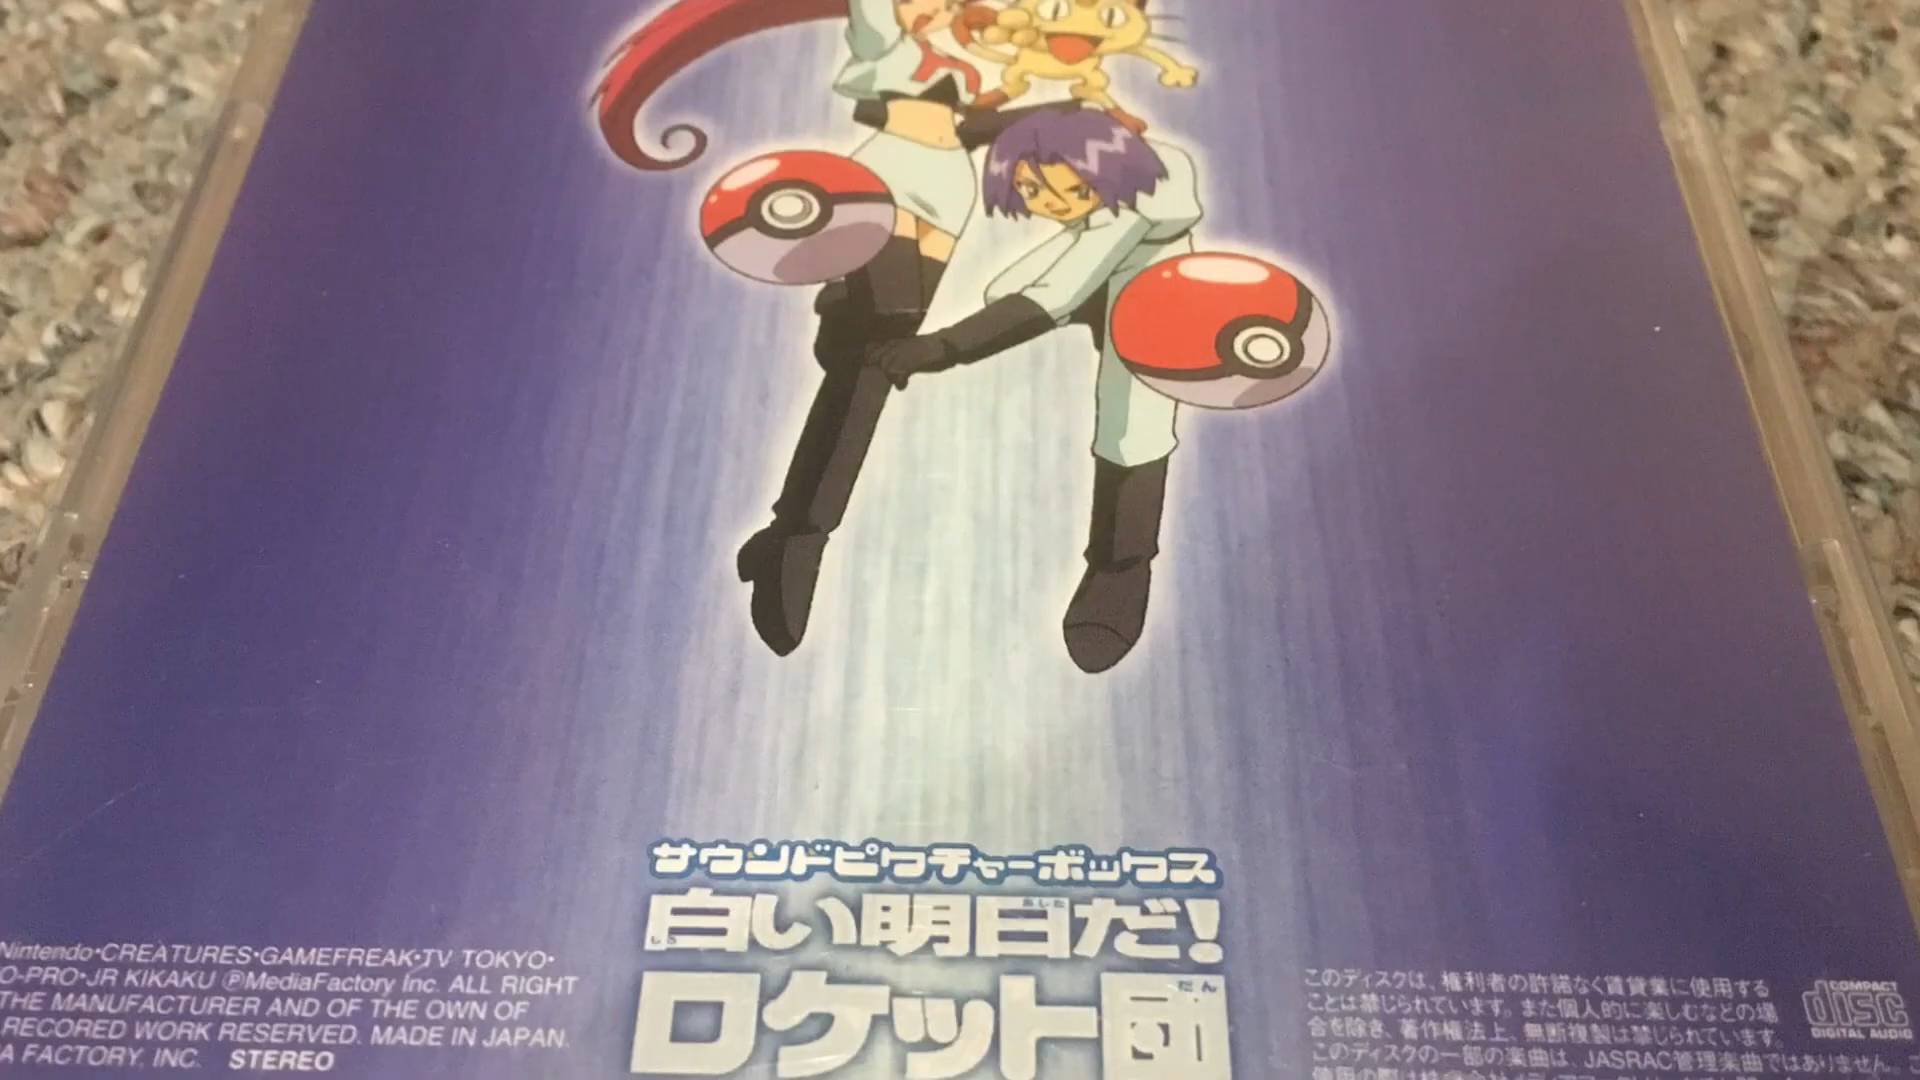 サウンドピクチャーボックス
白い明日だ!
しろ あした
ロケット団
だん
Nintendo・CREATURES・GAMEFREAK・TV TOKYO・
O-PRO・JR KIKAKU ⓅMediaFactory Inc. ALL RIGHT
THE MANUFACTURER AND OF THE OWN OF
RECORED WORK RESERVED. MADE IN JAPAN.
A FACTORY, INC. STEREO
このディスクは、権利者の許諾なく賃貸業に使用する
ことは禁じられています。また個人的に楽しむなどの場
合を除き、著作権法上、無断複製は禁じられています。
このディスクの一部の楽曲は、JASRAC管理楽曲ではありません。
COMPACT
disc
DIGITAL AUDIO